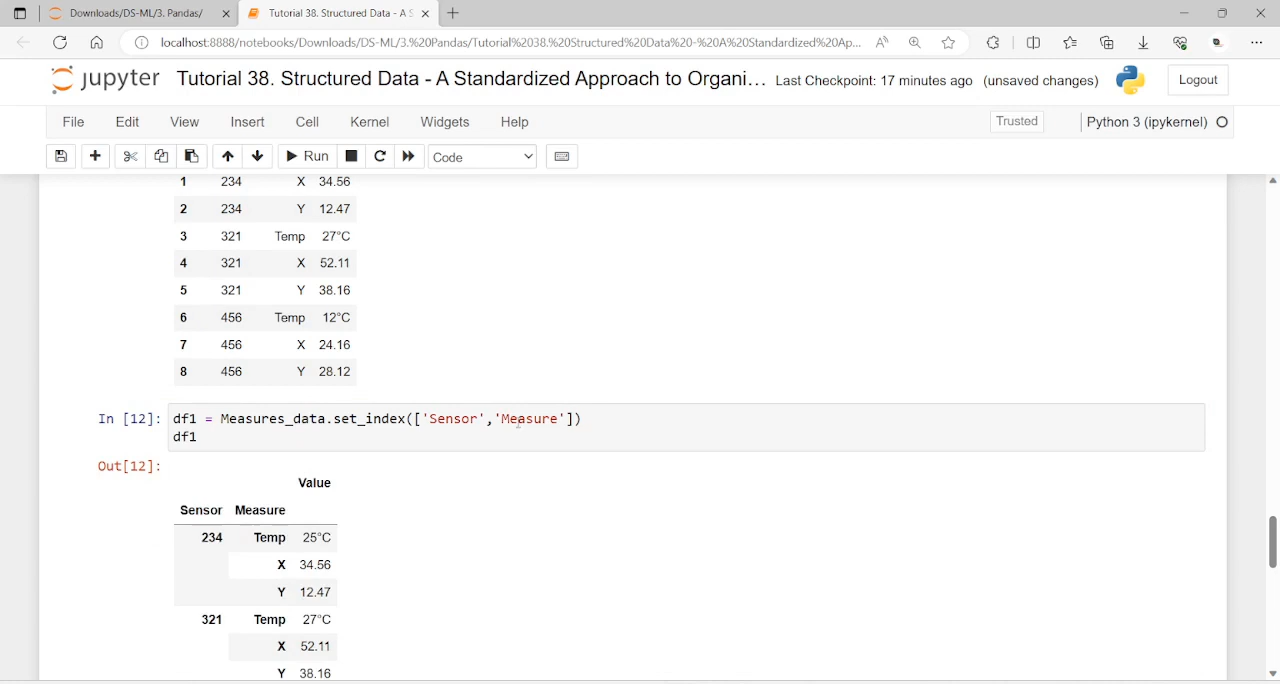 Downloads/DS-ML/3. Pandas/
Tutorial 38. Structured Data - A S
localhost:8888/notebooks/Downloads/DS-ML/3.%20Pandas/Tutorial%2038.%20Structured%20Data%20-%20A%20Standardized%20Ap...
jupyter Tutorial 38. Structured Data - A Standardized Approach to Organi... Last Checkpoint: 17 minutes ago (unsaved changes) Logout
File Edit View Insert Cell Kernel Widgets Help Trusted Python 3 (ipykernel)
Run Code
1 234 X 34.56
2 234 Y 12.47
3 321 Temp 27°C
4 321 X 52.11
5 321 Y 38.16
6 456 Temp 12°C
7 456 X 24.16
8 456 Y 28.12
In [12]: df1 = Measures_data.set_index(['Sensor','Measure'])
df1
Out[12]:
Value
Sensor Measure
234 Temp 25°C
X 34.56
Y 12.47
321 Temp 27°C
X 52.11
Y 38.16